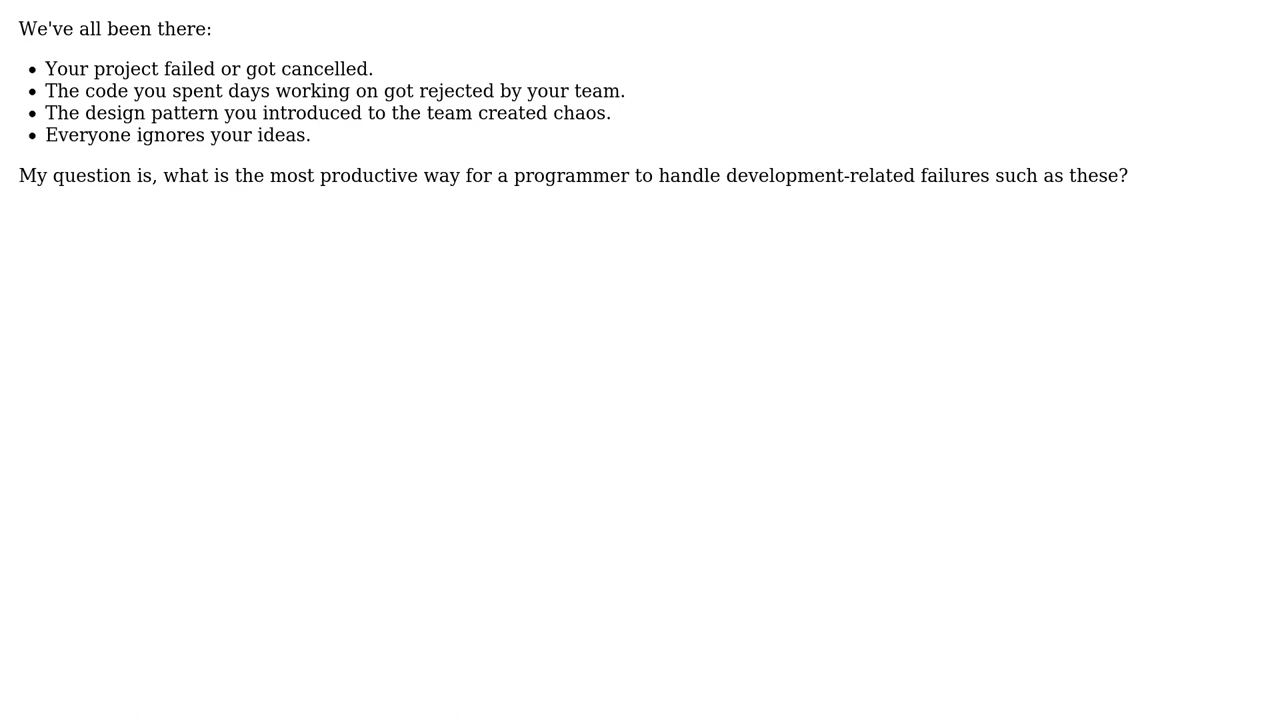 We've all been there:
• Your project failed or got cancelled.
• The code you spent days working on got rejected by your team.
• The design pattern you introduced to the team created chaos.
• Everyone ignores your ideas.
My question is, what is the most productive way for a programmer to handle development-related failures such as these?